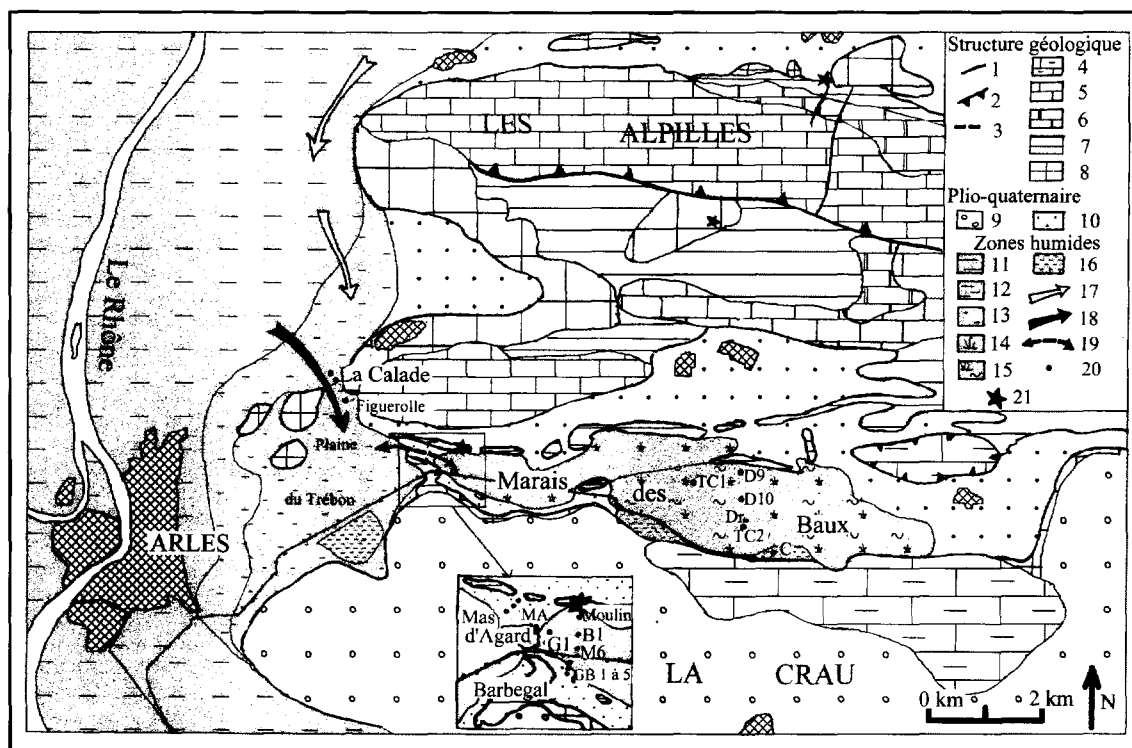 Structure géologique
1 4
2 5
3 6
7
8
Plio-quaternaire
9 10
Zones humides
11 16
12 17
13 18
14 19
15 20
21
LES ALPILLES
Le Rhône
La Calade
Figuerolle
Plaine
du Trébon
ARLES
Marais
des
Baux
TC1
D9
D10
Dr
TC2
C
Mas
d'Agard
MA
Moulin
G1
B1
M6
GB 1 à 5
Barbegal
LA CRAU
0 km 2 km
N